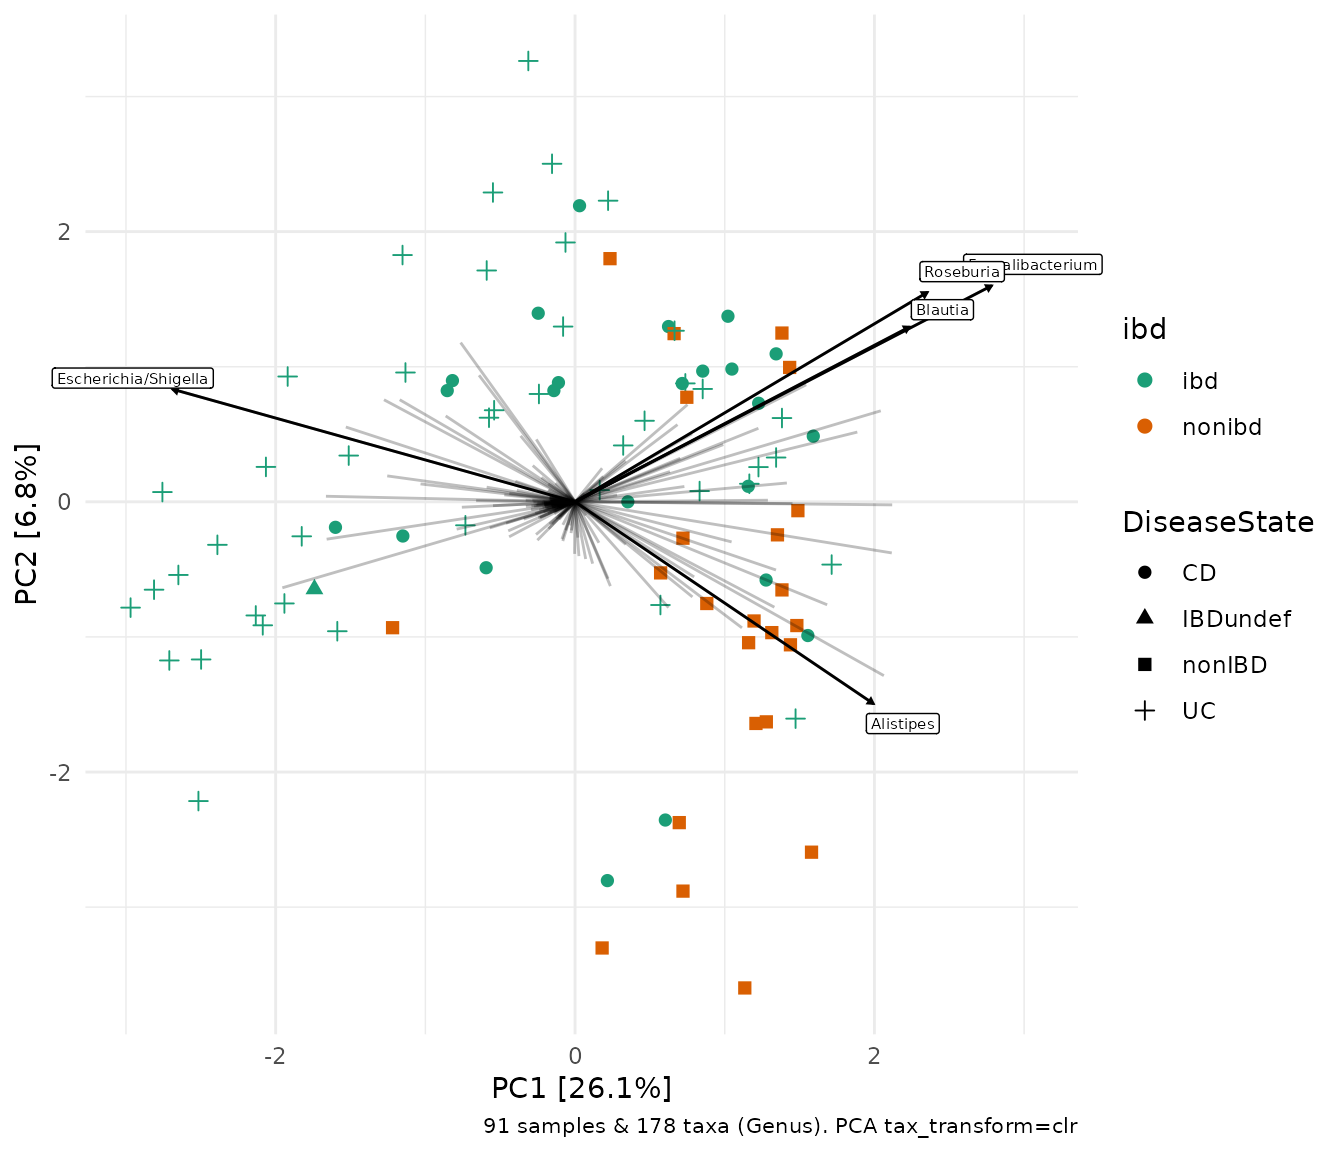 2
0
-2
PC2 [6.8%]
alibacterium
Roseburia
Blautia
Escherichia/Shigella
Alistipes
-2
0
2
PC1 [26.1%]
91 samples & 178 taxa (Genus). PCA tax_transform=clr
ibd
ibd
nonibd
DiseaseState
CD
IBDundef
nonIBD
UC